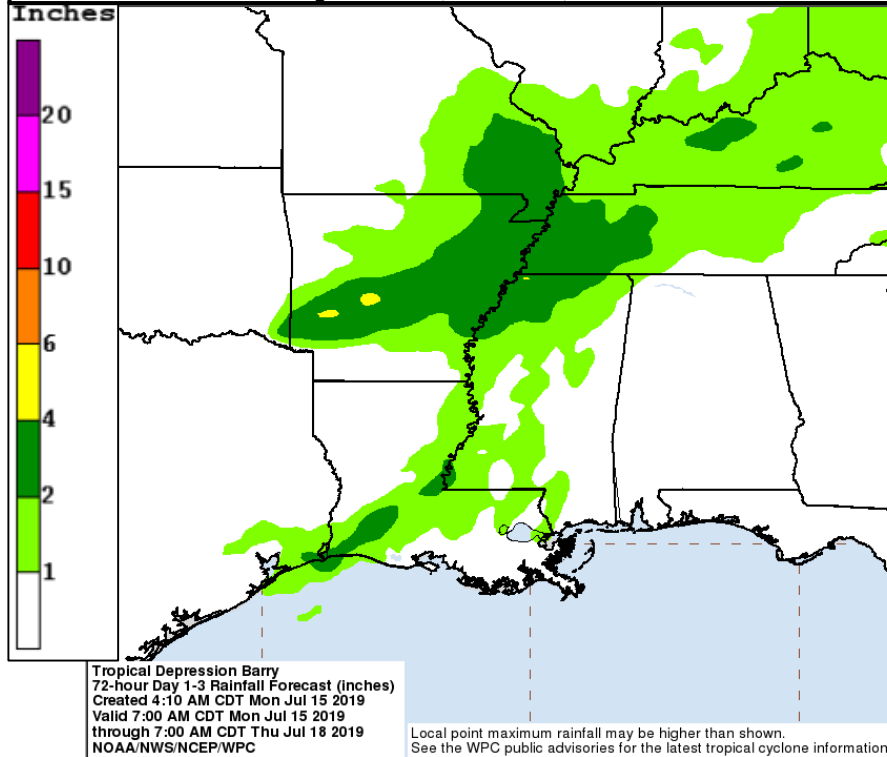 Inches
20
15
10
6
4
2
1
Tropical Depression Barry
72-hour Day 1-3 Rainfall Forecast (inches)
Created 4:10 AM CDT Mon Jul 15 2019
Valid 7:00 AM CDT Mon Jul 15 2019
through 7:00 AM CDT Thu Jul 18 2019
NOAA/NWS/NCEP/WPC
Local point maximum rainfall may be higher than shown.
See the WPC public advisories for the latest tropical cyclone information